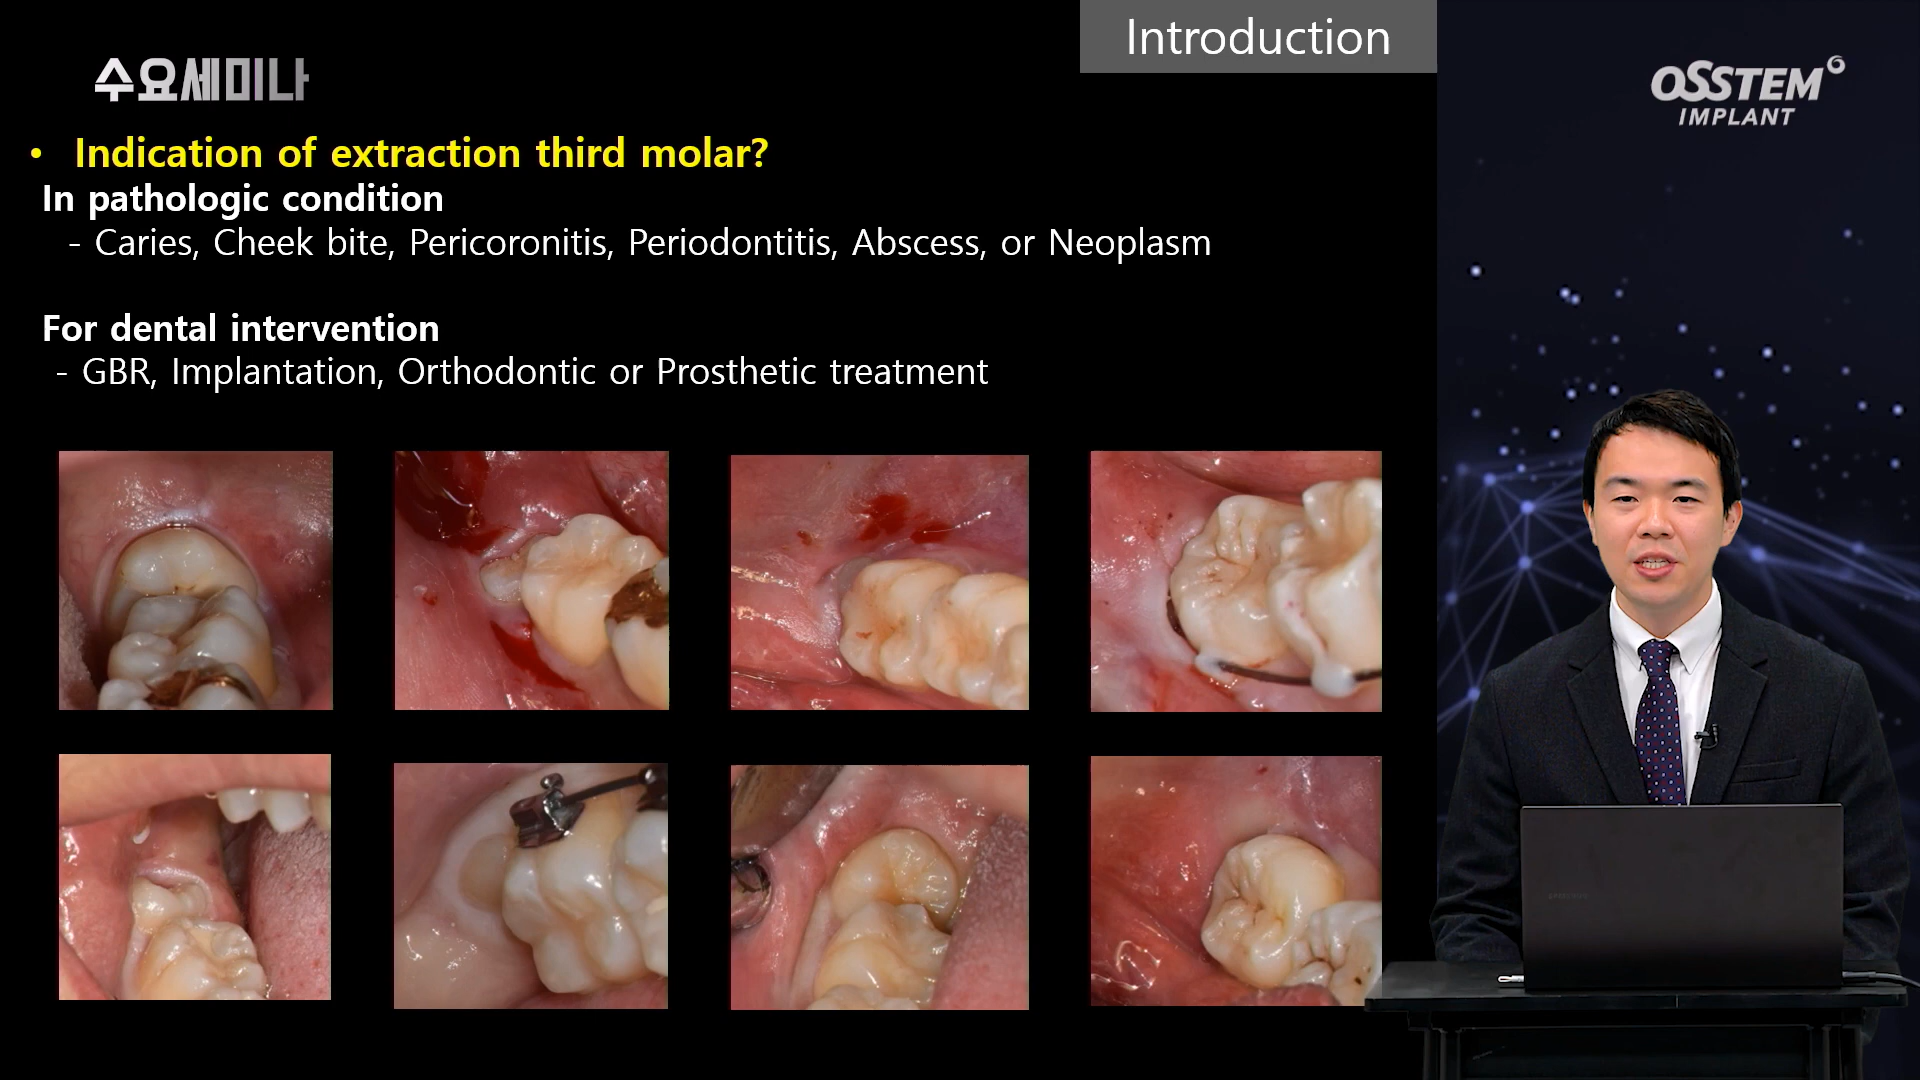 Introduction
수요세미나
OSSTEM
IMPLANT
• Indication of extraction third molar?
In pathologic condition
- Caries, Cheek bite, Pericoronitis, Periodontitis, Abscess, or Neoplasm
For dental intervention
- GBR, Implantation, Orthodontic or Prosthetic treatment